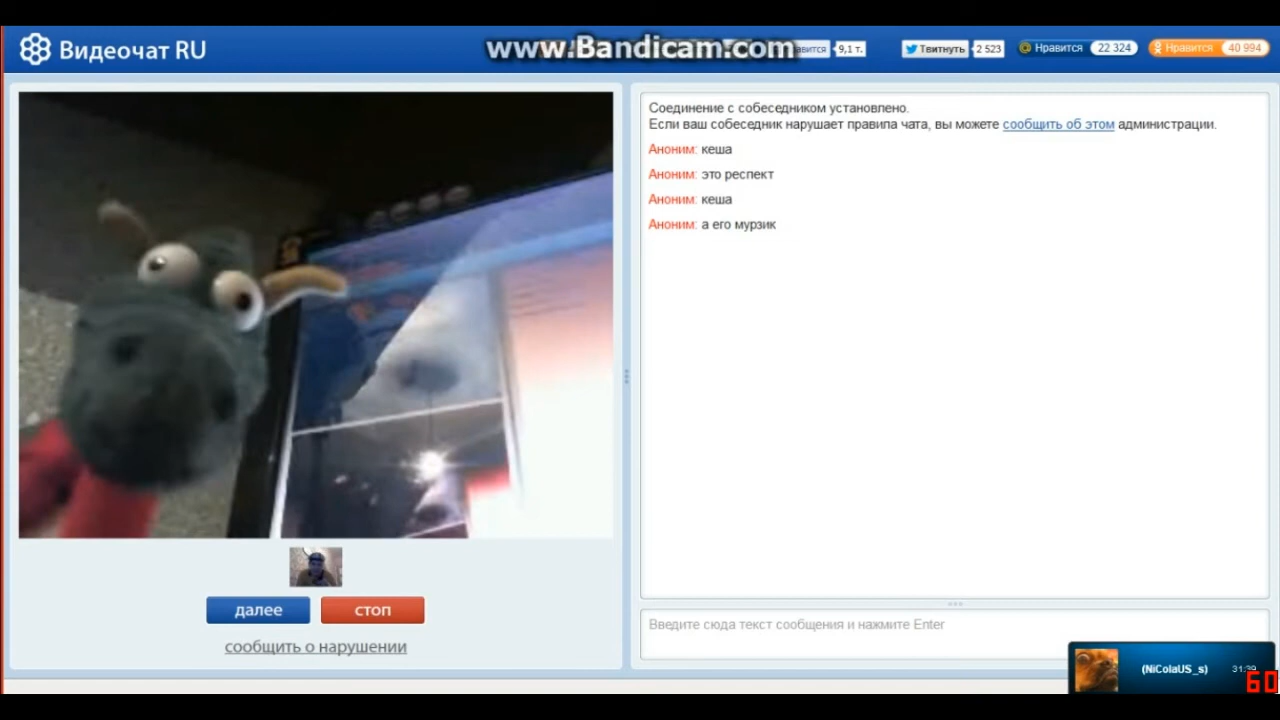 Видеочат RU
www.Bandicam.com
9,1 т.
Твитнуть
2 523
Нравится
22 324
Нравится
40 994
Соединение с собеседником установлено.
Если ваш собеседник нарушает правила чата, вы можете сообщить об этом администрации.
Аноним: кеша
Аноним: это респект
Аноним: кеша
Аноним: а его мурзик
далее
стоп
сообщить о нарушении
Введите сюда текст сообщения и нажмите Enter
(NiColaUS_s)
60